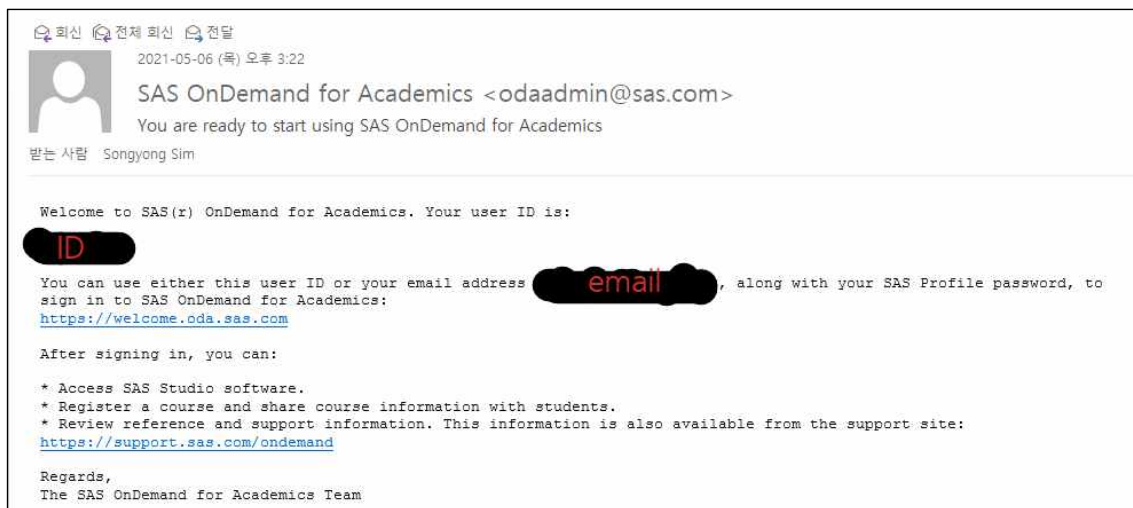 회신 전체 회신 전달
2021-05-06 (목) 오후 3:22
SAS OnDemand for Academics <odaadmin@sas.com>
You are ready to start using SAS OnDemand for Academics
받는 사람 Songyong Sim
Welcome to SAS(r) OnDemand for Academics. Your user ID is:
ID
You can use either this user ID or your email address email, along with your SAS Profile password, to
sign in to SAS OnDemand for Academics:
https://welcome.oda.sas.com
After signing in, you can:
* Access SAS Studio software.
* Register a course and share course information with students.
* Review reference and support information. This information is also available from the support site:
https://support.sas.com/ondemand
Regards,
The SAS OnDemand for Academics Team